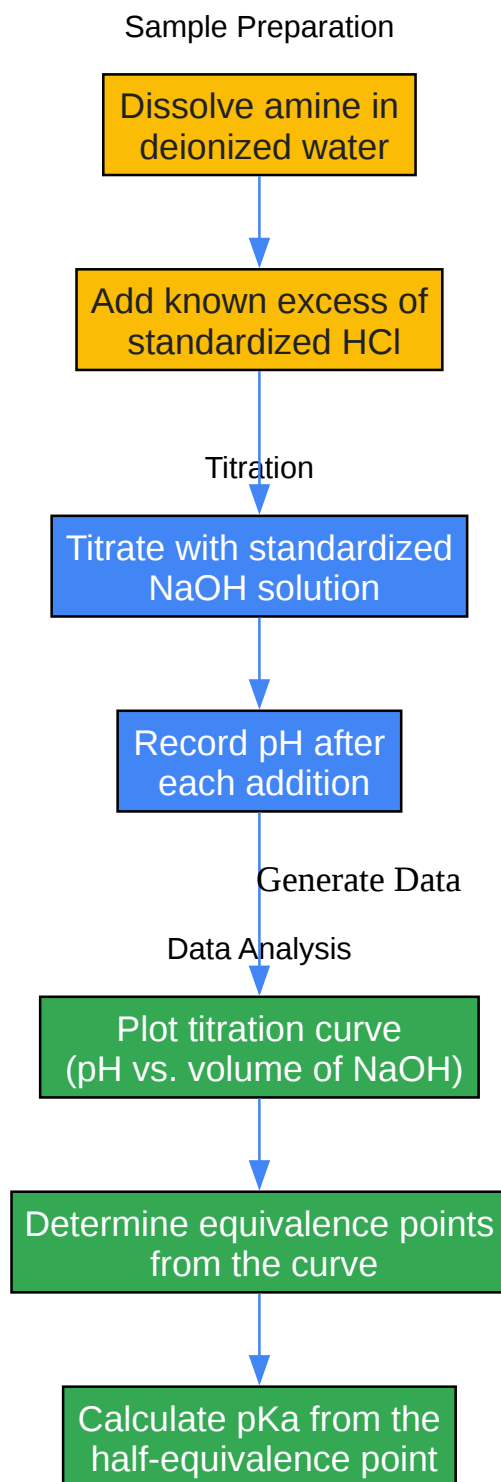 Sample Preparation
Dissolve amine in
deionized water
Add known excess of
standardized HCl
Titration
Titrate with standardized
NaOH solution
Record pH after
each addition
Generate Data
Data Analysis
Plot titration curve
(pH vs. volume of NaOH)
Determine equivalence points
from the curve
Calculate pKa from the
half-equivalence point